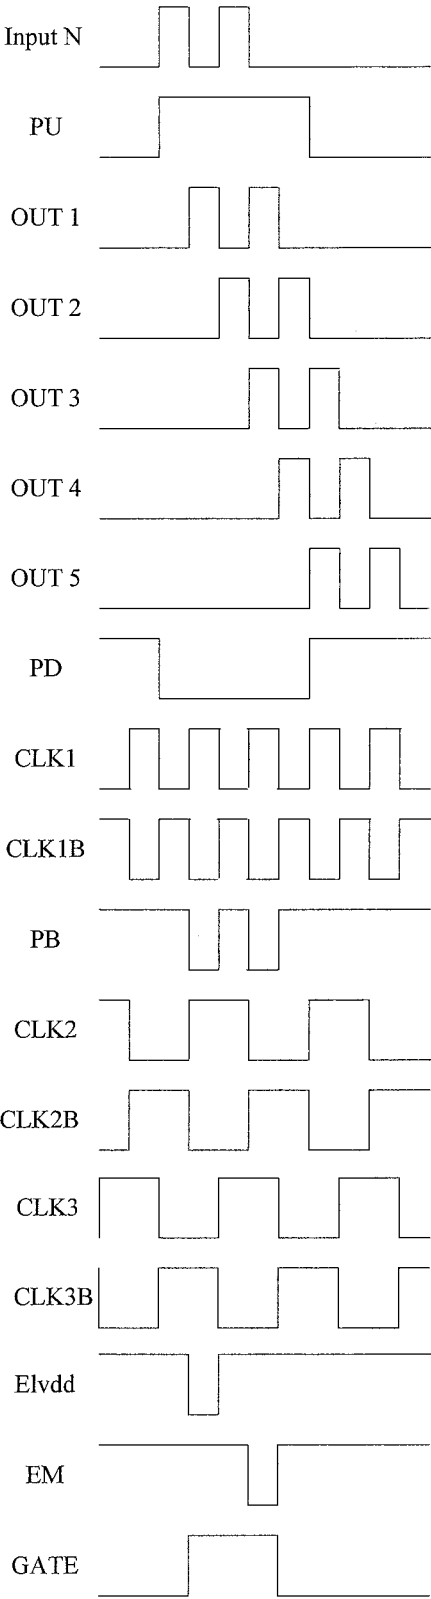 Input N
PU
OUT 1
OUT 2
OUT 3
OUT 4
OUT 5
PD
CLK1
CLK1B
PB
CLK2
CLK2B
CLK3
CLK3B
Elvdd
EM
GATE